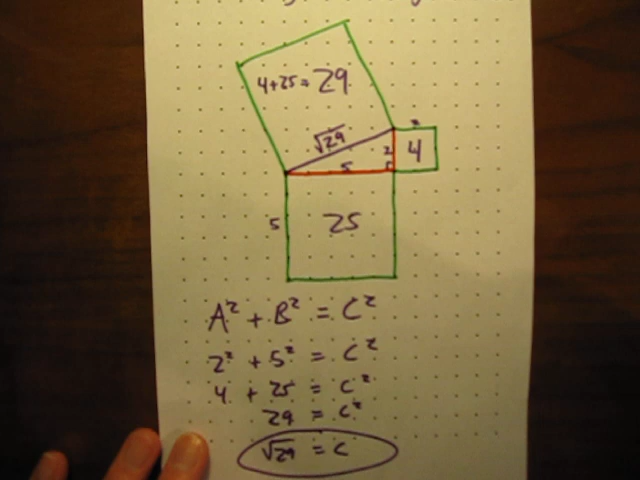 4+25=29
√29
2
2
4
5
5
25
A² + B² = C²
2² + 5² = C²
4 + 25 = C²
29 = C²
√29 = C